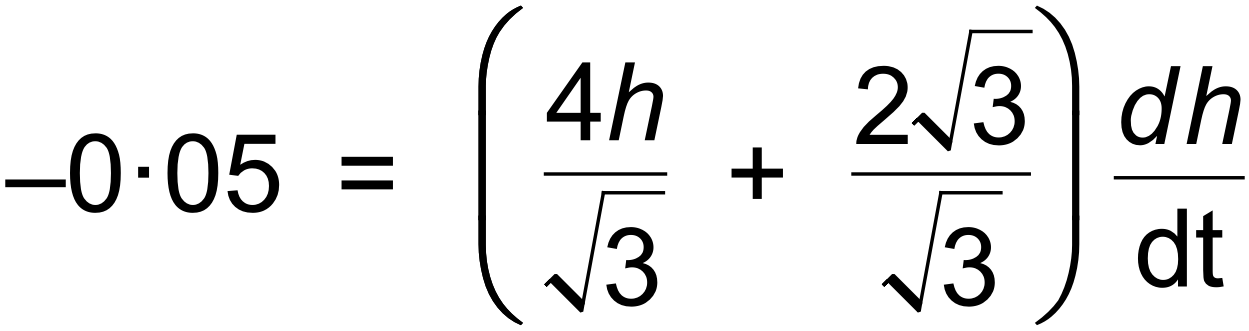 –0·05 = (4h/√3 + 2√3/√3) dh/dt